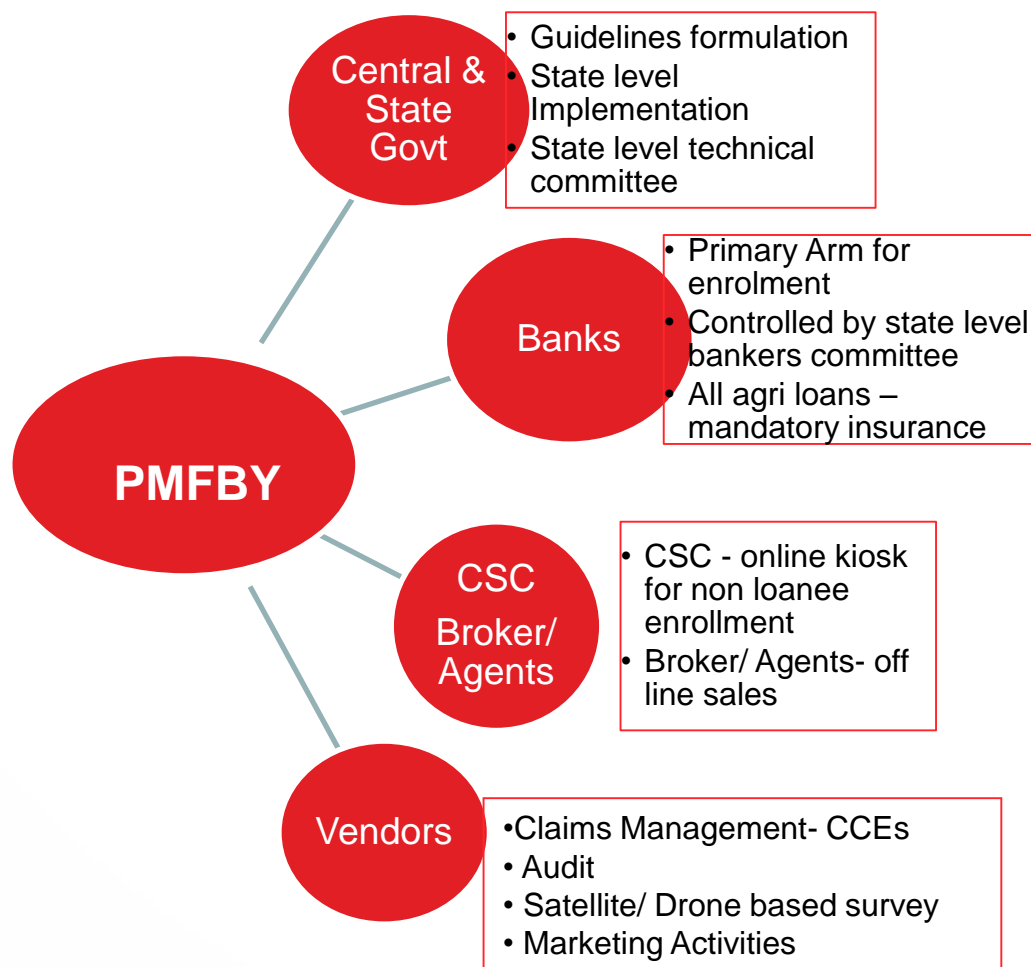 Central &
State
Govt
• Guidelines formulation
• State level
Implementation
• State level technical
committee
Banks
• Primary Arm for
enrolment
• Controlled by state level
bankers committee
• All agri loans –
mandatory insurance
PMFBY
CSC
Broker/
Agents
• CSC - online kiosk
for non loanee
enrollment
• Broker/ Agents- off
line sales
Vendors
•Claims Management- CCEs
• Audit
• Satellite/ Drone based survey
• Marketing Activities